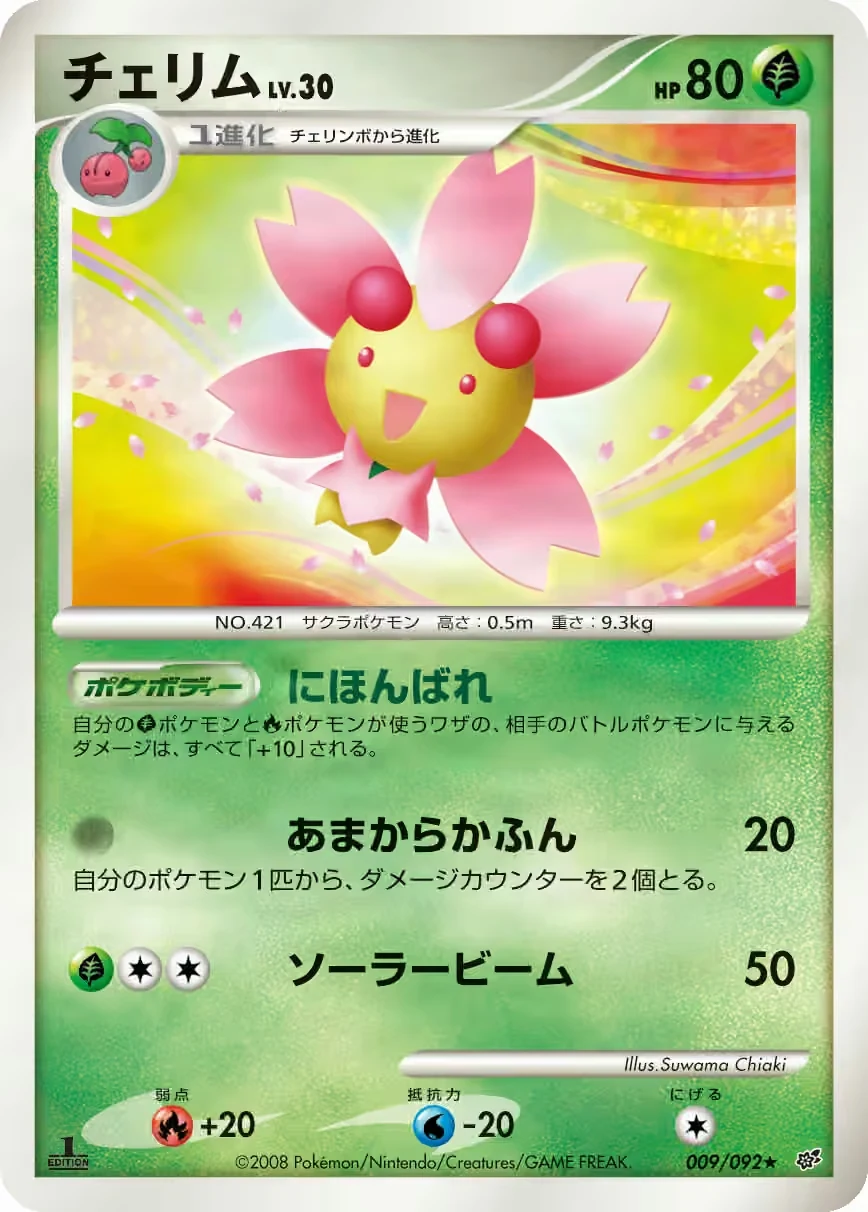 チェリム LV.30 HP 80
1進化 チェリンボから進化
NO.421 サクラポケモン 高さ：0.5m 重さ：9.3kg
ポケボディー にほんばれ
自分のポケモンとポケモンが使うワザの、相手のバトルポケモンに与える
ダメージは、すべて「+10」される。
あまからかふん 20
自分のポケモン1匹から、ダメージカウンターを2個とる。
ソーラービーム 50
Illus.Suwama Chiaki
弱点 抵抗力 にげる
+20 -20
1 EDITION ©2008 Pokémon/Nintendo/Creatures/GAME FREAK. 009/092★